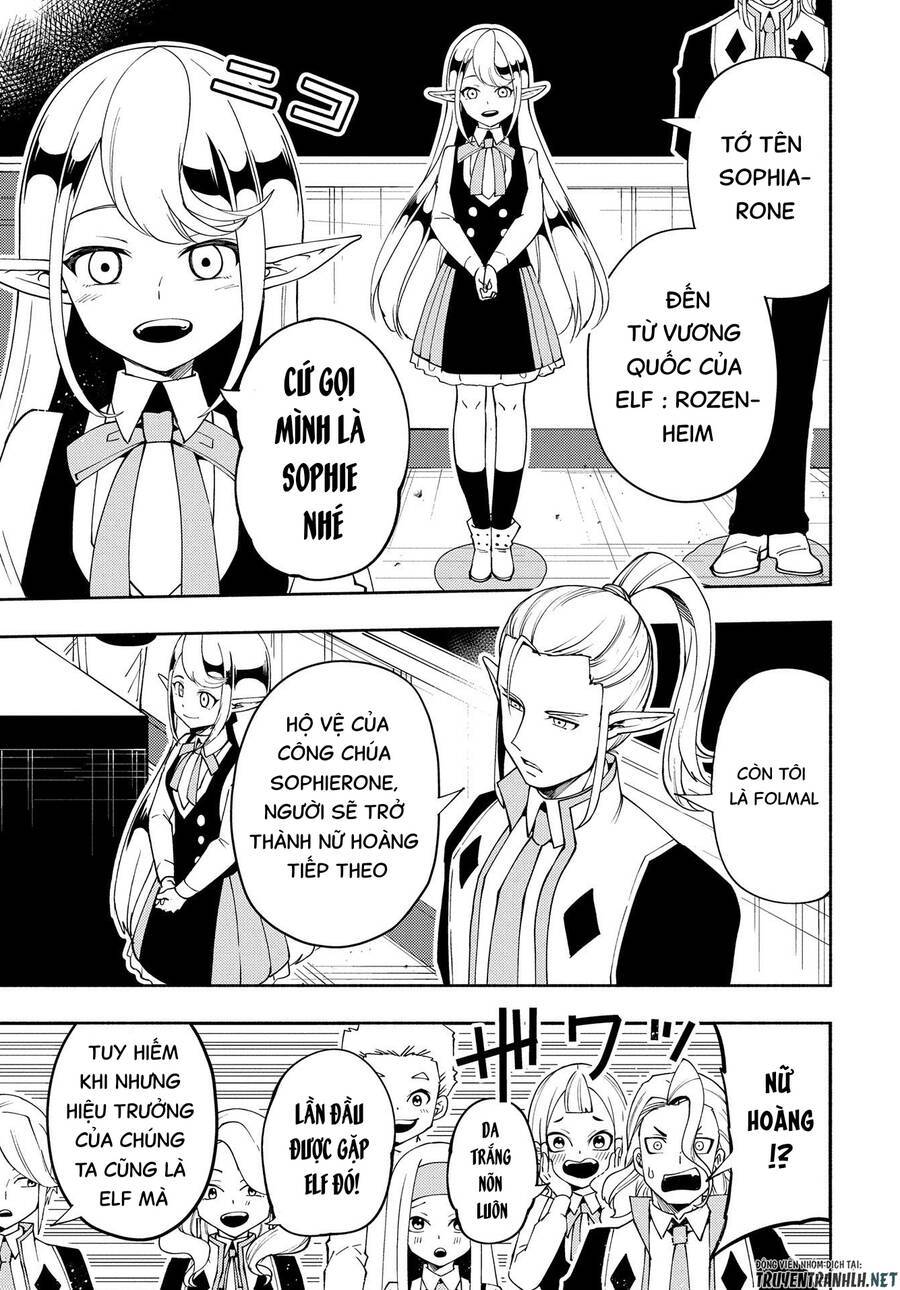 TỚ TÊN
SOPHIA-
RONE
ĐẾN
TỪ VƯƠNG
QUỐC CỦA
ELF : ROZEN-
HEIM
ニコ
CỨ GỌI
MÌNH LÀ
SOPHIE
NHÉ
CÒN TÔI
LÀ FOLMAL
HỘ VỆ CỦA
CÔNG CHÚA
SOPHIERONE,
NGƯỜI SẼ TRỞ
THÀNH NỮ HOÀNG
TIẾP THEO
NỮ
HOÀNG
!?
ザワッ
DA
TRẮNG
NÕN
LUÔN
LẦN ĐẦU
ĐƯỢC GẶP
ELF ĐÓ!
TUY HIẾM
KHI NHƯNG
HIỆU TRƯỞNG
CỦA CHÚNG
TA CŨNG LÀ
ELF MÀ
ĐỘNG VIÊN NHÓM DỊCH TẠI:
TRUYENTRANHLH.NET